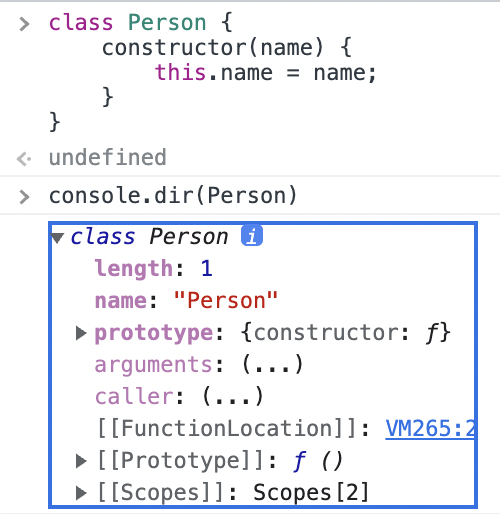 class Person {
    constructor(name) {
        this.name = name;
    }
}
undefined
console.dir(Person)
class Person i
length: 1
name: "Person"
prototype: {constructor: ƒ}
arguments: (...)
caller: (...)
[[FunctionLocation]]: VM265:2
[[Prototype]]: ƒ ()
[[Scopes]]: Scopes[2]